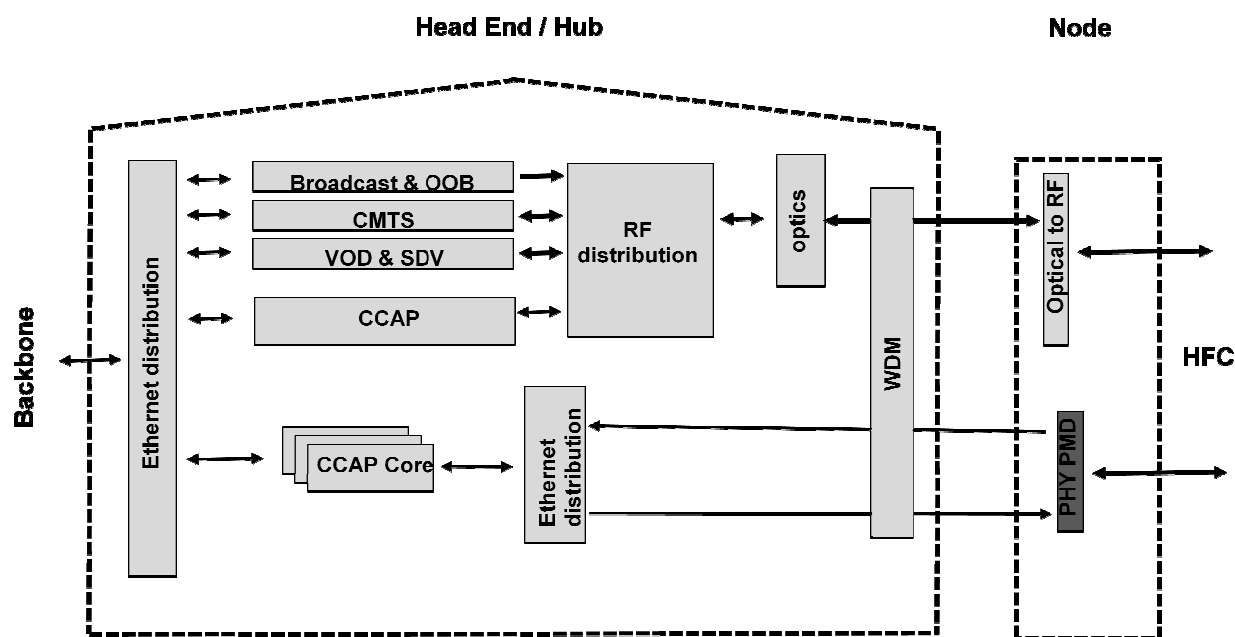 Head End / Hub
Node
Broadcast & OOB
CMTS
VOD & SDV
CCAP
RF
distribution
optics
Optical to RF
Backbone
Ethernet distribution
WDM
HFC
CCAP Core
Ethernet
distribution
PHY PMD